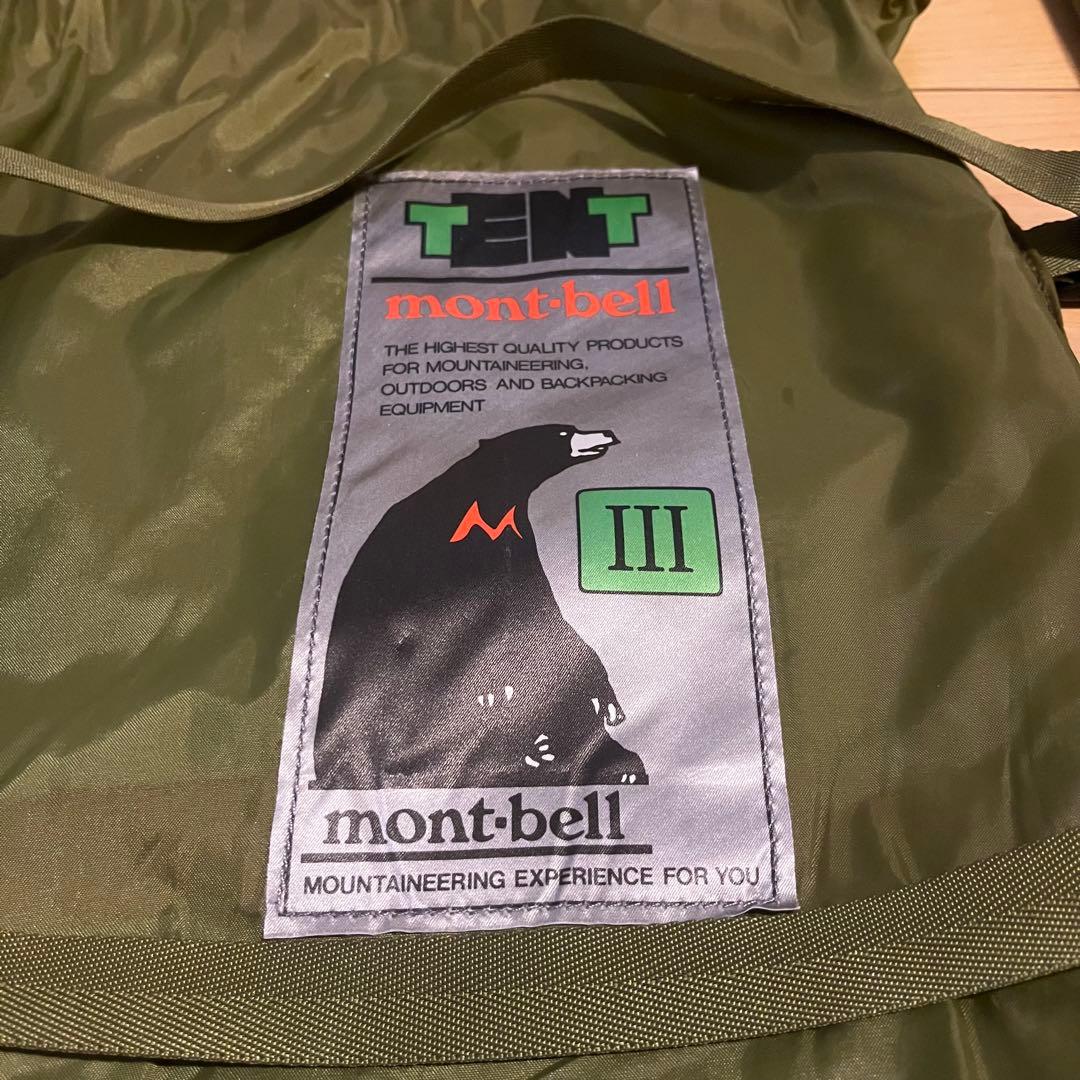 TENT
mont-bell
THE HIGHEST QUALITY PRODUCTS
FOR MOUNTAINEERING,
OUTDOORS AND BACKPACKING
EQUIPMENT
M
III
mont-bell
MOUNTAINEERING EXPERIENCE FOR YOU